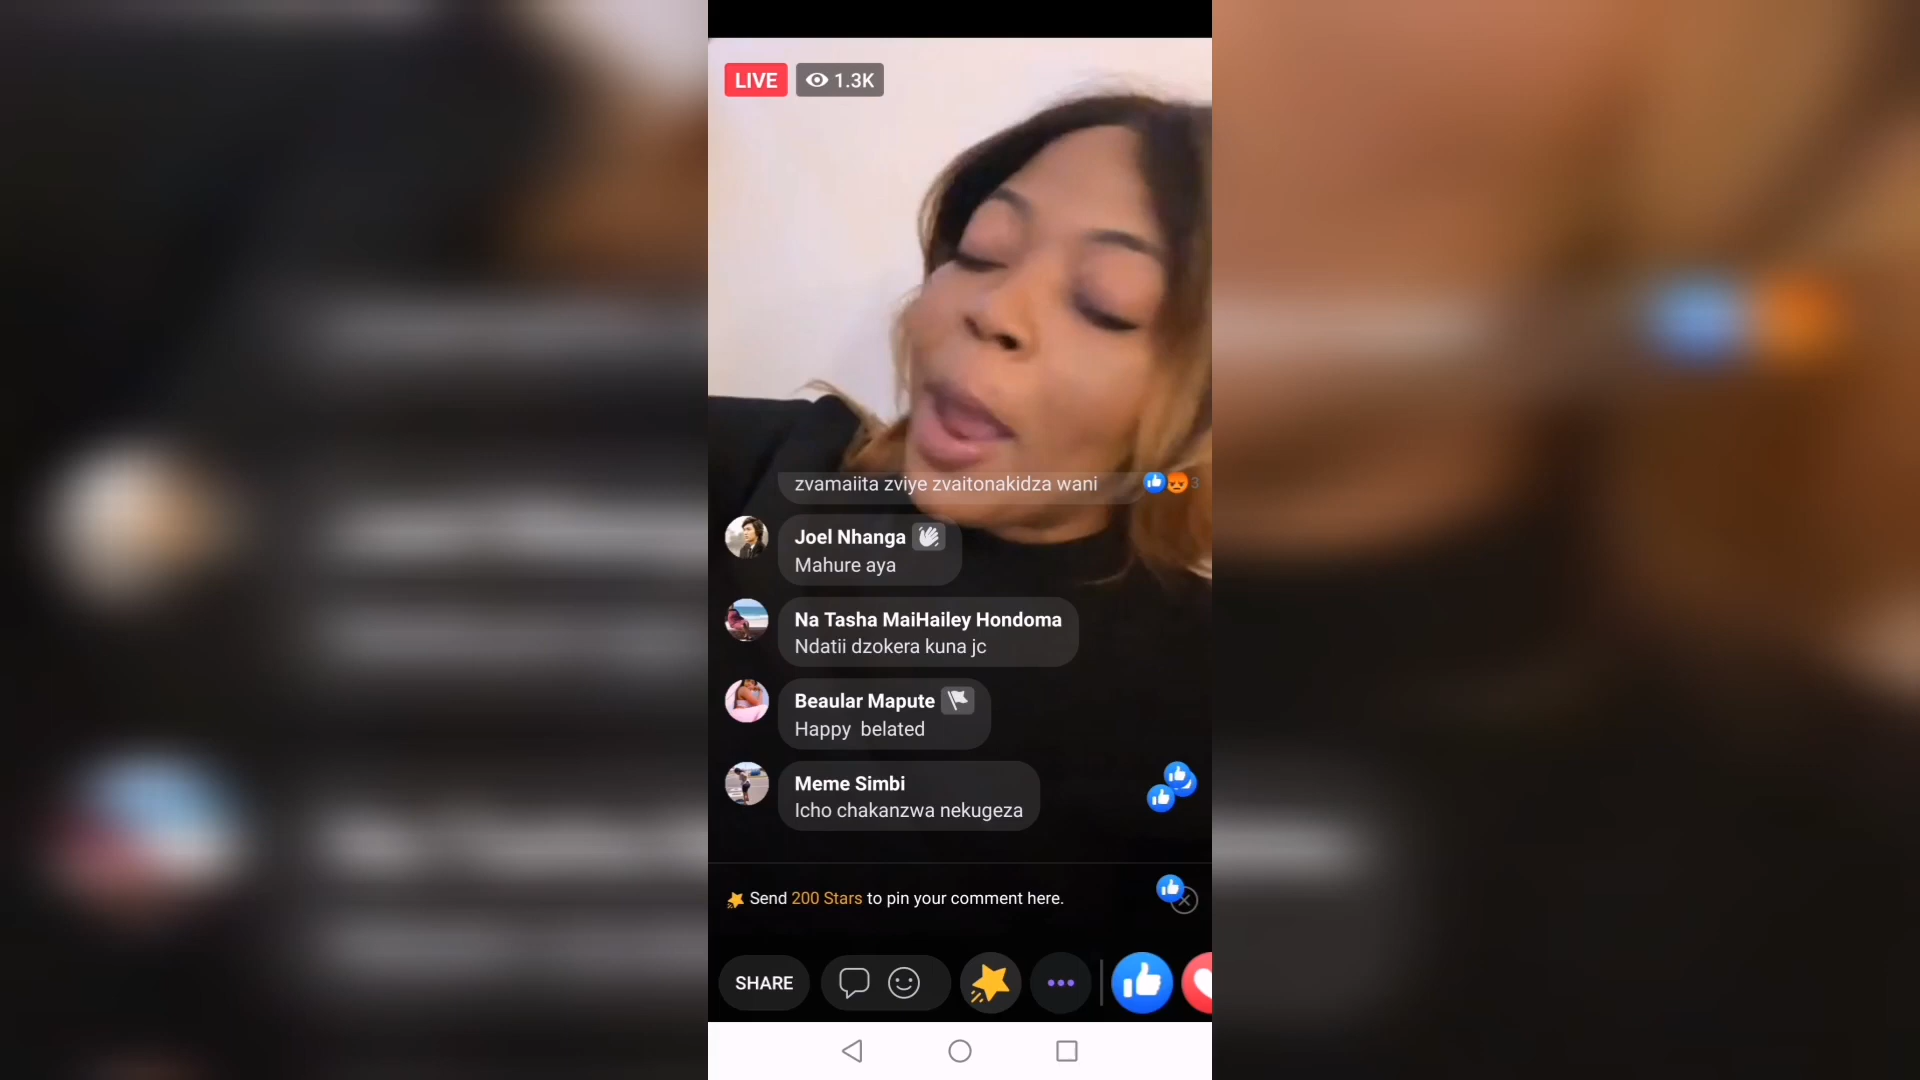 LIVE 1.3K
zvamaiita zviye zvaitonakidza wani 3
Joel Nhanga
Mahure aya
Na Tasha MaiHailey Hondoma
Ndatii dzokera kuna jc
Beaular Mapute
Happy belated
Meme Simbi
Icho chakanzwa nekugeza
Send 200 Stars to pin your comment here.
SHARE